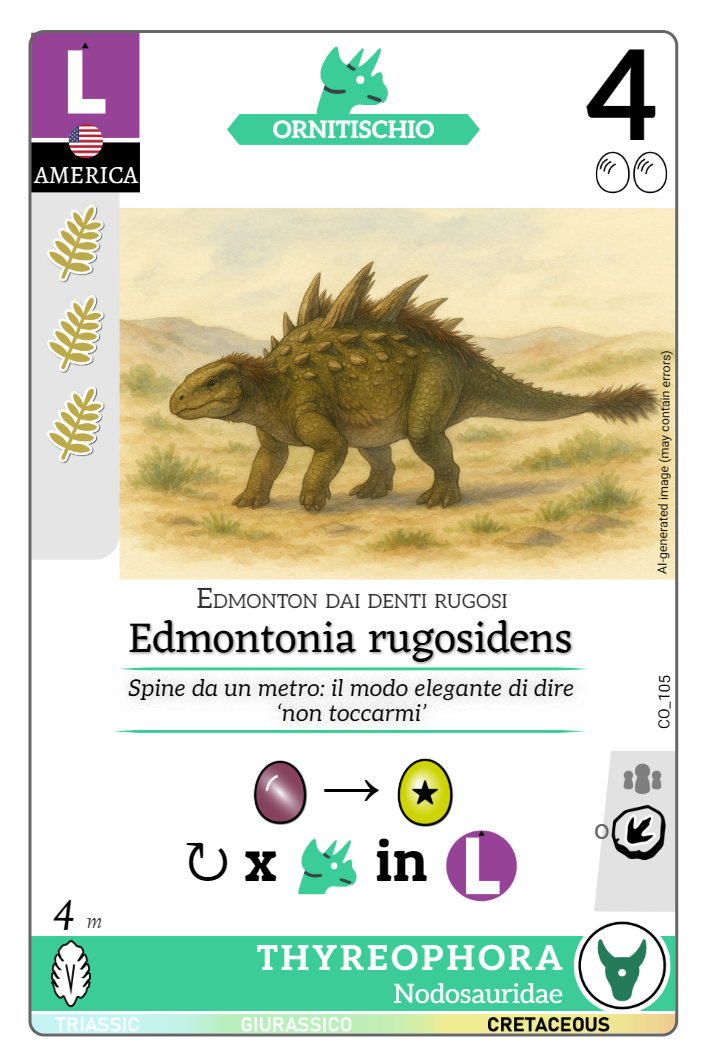 L
AMERICA
ORNITISCHIO
4
AI-generated image (may contain errors)
EDMONTON DAI DENTI RUGOSI
Edmontonia rugosidens
Spine da un metro: il modo elegante di dire
‘non toccarmi’
CO_105
→
↻ x in L
o
4 m
THYREOPHORA
Nodosauridae
TRIASSIC GIURASSICO CRETACEOUS